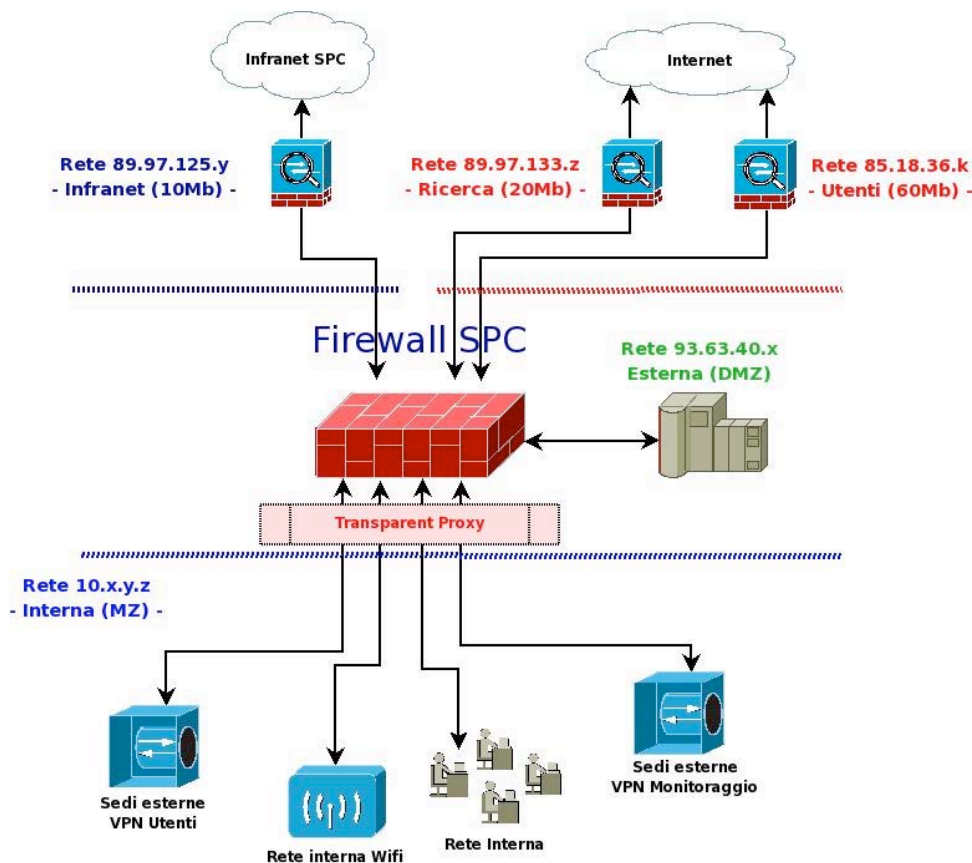 Infranet SPC
Internet
Rete 89.97.125.y
- Infranet (10Mb) -
Rete 89.97.133.z
- Ricerca (20Mb) -
Rete 85.18.36.k
- Utenti (60Mb) -
Firewall SPC
Rete 93.63.40.x
Esterna (DMZ)
Transparent Proxy
Rete 10.x.y.z
- Interna (MZ) -
Sedi esterne
VPN Utenti
Rete interna Wifi
Rete Interna
Sedi esterne
VPN Monitoraggio